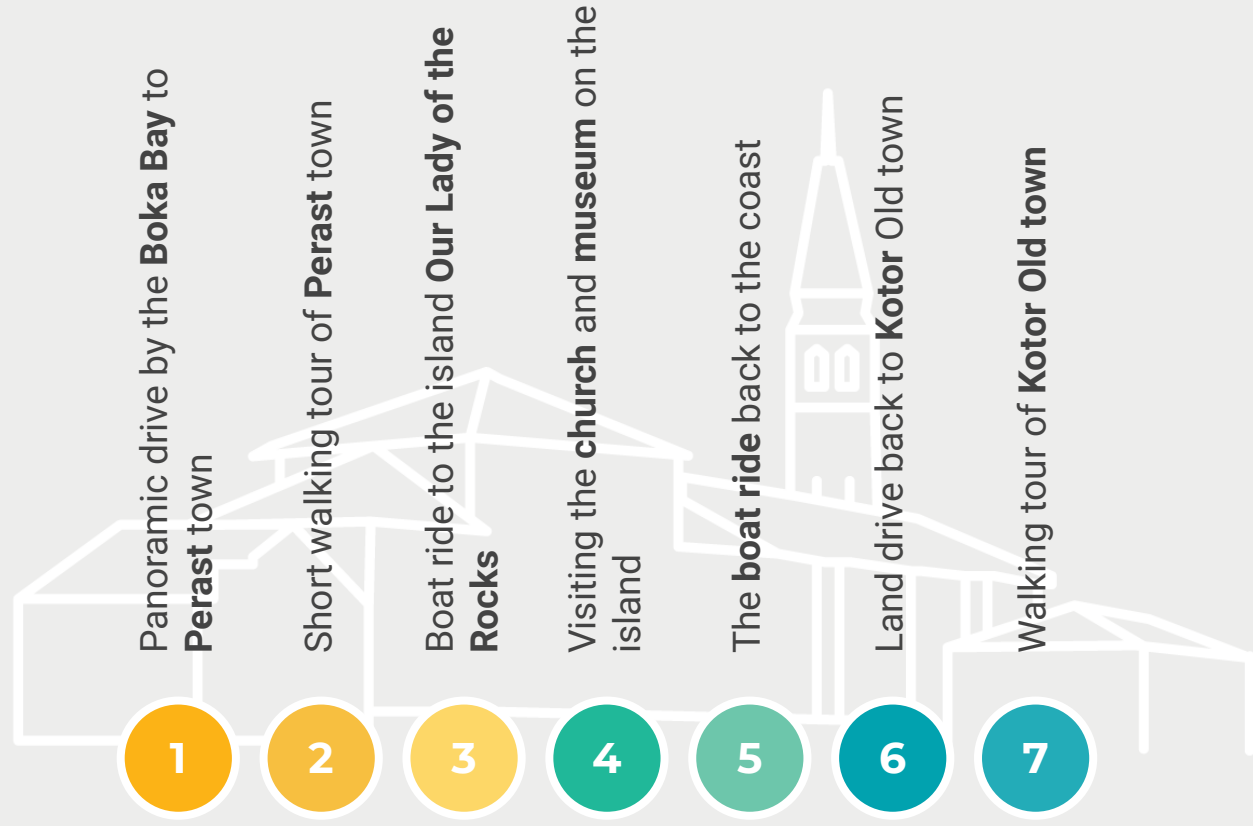 Panoramic drive by the Boka Bay to
Perast town
1
Short walking tour of Perast town
2
Boat ride to the island Our Lady of the
Rocks
3
Visiting the church and museum on the
island
4
The boat ride back to the coast
5
Land drive back to Kotor Old town
6
Walking tour of Kotor Old town
7